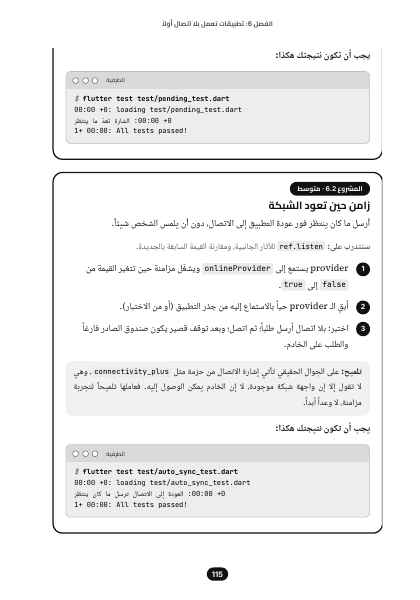 الفصل 6: تطبيقات تعمل بلا اتصال أولاً
يجب أن تكون نتيجتك هكذا:
الطرفية
$ flutter test test/pending_test.dart
00:00 +0: loading test/pending_test.dart
00:00 +0: الشارة تعدّ ما ينتظر
00:00 +1: All tests passed!
المشروع 6.2 · متوسط
زامن حين تعود الشبكة
أرسل ما كان ينتظر فور عودة التطبيق إلى الاتصال، دون أن يلمس الشخص شيئاً.
ستتدرب على: ref.listen للآثار الجانبية، ومقارنة القيمة السابقة بالجديدة.
1 provider يستمع إلى onlineProvider ويشغّل مزامنة حين تتغير القيمة من
false إلى true.
2 أبقِ الـ provider حياً بالاستماع إليه من جذر التطبيق (أو من الاختبار).
3 اختبر: بلا اتصال أرسل طلباً؛ ثم اتصل؛ وبعد توقف قصير يكون صندوق الصادر فارغاً
والطلب على الخادم.
تلميح: على الجوال الحقيقي تأتي إشارة الاتصال من حزمة مثل connectivity_plus، وهي
لا تقول إلا إن واجهة شبكة موجودة، لا إن الخادم يمكن الوصول إليه. فعاملها تلميحاً لتجربة
مزامنة، لا وعداً أبداً.
يجب أن تكون نتيجتك هكذا:
الطرفية
$ flutter test test/auto_sync_test.dart
00:00 +0: loading test/auto_sync_test.dart
00:00 +0: العودة إلى الاتصال ترسل ما كان ينتظر
00:00 +1: All tests passed!
115